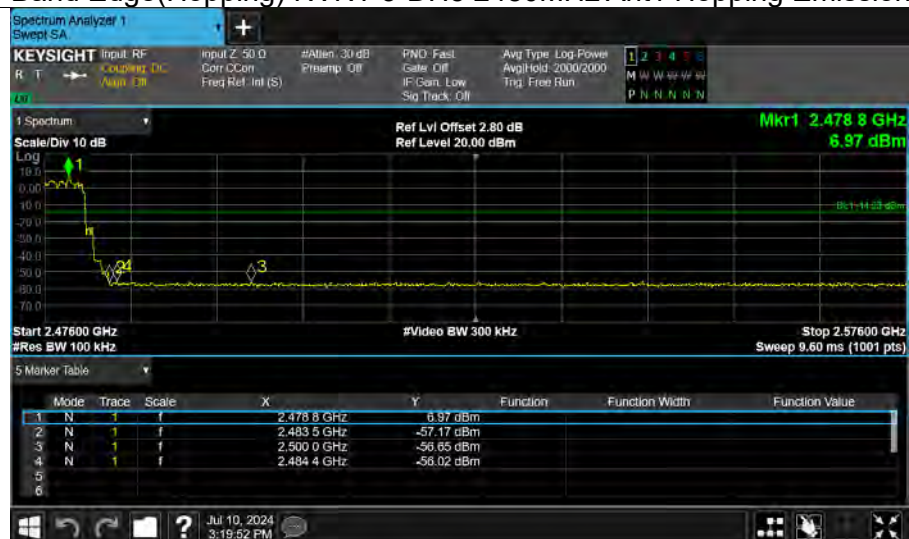 Spectrum Analyzer 1
Swept SA
+
KEYSIGHT Input: RF Input Z: 50 Ω #Atten: 30 dB PNO: Fast Avg Type: Log-Power 1 2 3 4 5 6
R T Coupling: DC Corr CCorr Preamp: Off Gate: Off Avg|Hold: 2000/2000 M W W W W W
Align: Off Freq Ref: Int (S) IF Gain: Low Trig: Free Run
Sig Track: Off P N N N N N
1 Spectrum Ref Lvl Offset 2.80 dB Mkr1 2.478 8 GHz
Scale/Div 10 dB Ref Level 20.00 dBm 6.97 dBm
Log
10.0
0.00
-10.0
-20.0
-30.0
-40.0
-50.0
-60.0
-70.0
1
3
Start 2.47600 GHz #Video BW 300 kHz Stop 2.57600 GHz
#Res BW 100 kHz Sweep 9.60 ms (1001 pts)
5 Marker Table
Mode Trace Scale X Y Function Function Width Function Value
1 N 1 f 2.478 8 GHz 6.97 dBm
2 N 1 f 2.483 5 GHz -57.17 dBm
3 N 1 f 2.500 0 GHz -56.65 dBm
4 N 1 f 2.484 4 GHz -56.02 dBm
5
6
? Jul 10, 2024
3:19:52 PM